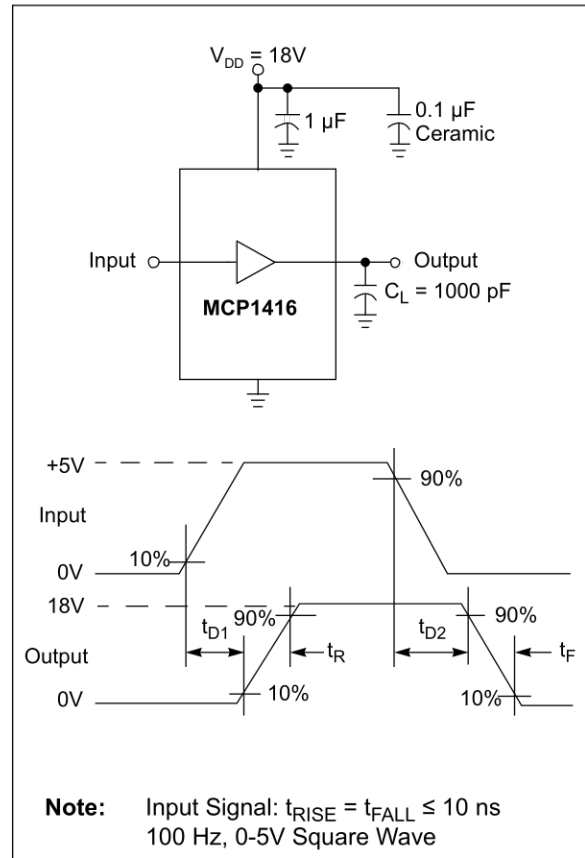 V_DD = 18V
1 µF
0.1 µF
Ceramic
Input
Output
C_L = 1000 pF
MCP1416
+5V
90%
Input
10%
0V
18V
t_D1
90%
t_D2
90%
Output
t_R
t_F
0V
10%
10%
Note: Input Signal: t_RISE = t_FALL ≤ 10 ns
100 Hz, 0-5V Square Wave